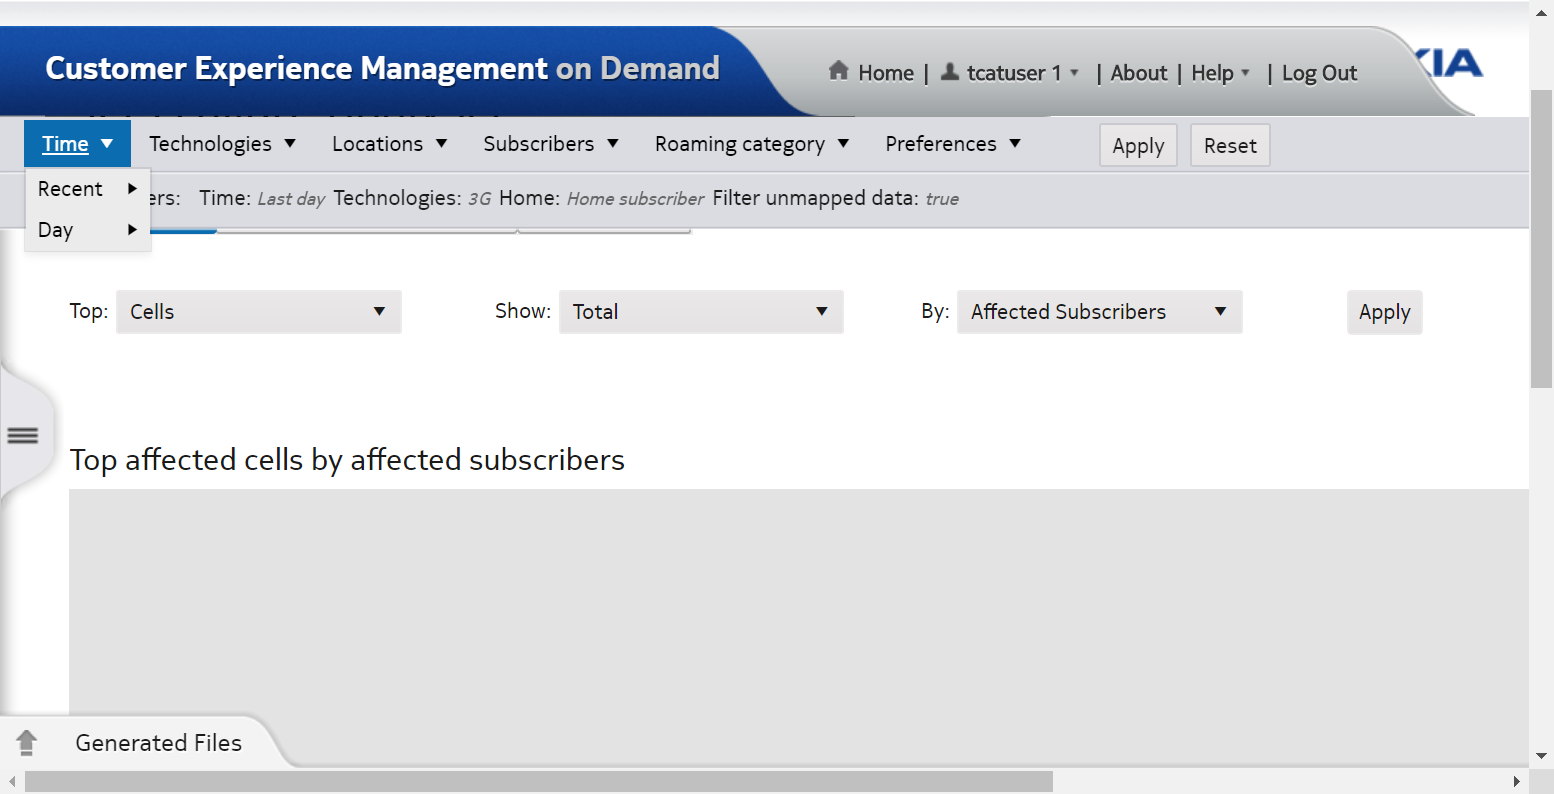 Customer Experience Management on Demand
Home | tcatuser 1 | About | Help | Log Out
Time Technologies Locations Subscribers Roaming category Preferences Apply Reset
Recent
Time: Last day Technologies: 3G Home: Home subscriber Filter unmapped data: true
Day
Top: Cells Show: Total By: Affected Subscribers Apply
Top affected cells by affected subscribers
Generated Files